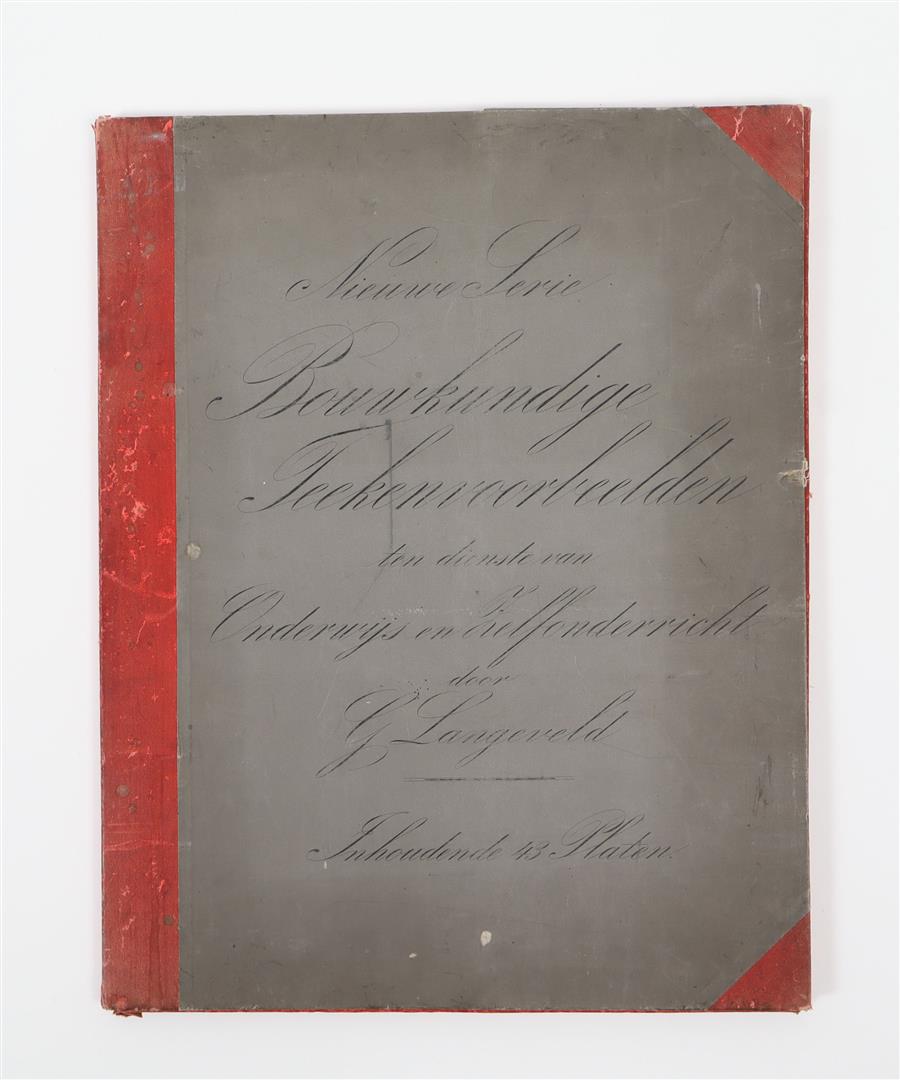 Nieuwe Serie
Bouwkundige
Teekenvoorbeelden
ten dienste van
Onderwijs en Zelfonderricht
door
G Langeveld
Inhoudende 43 Platen.